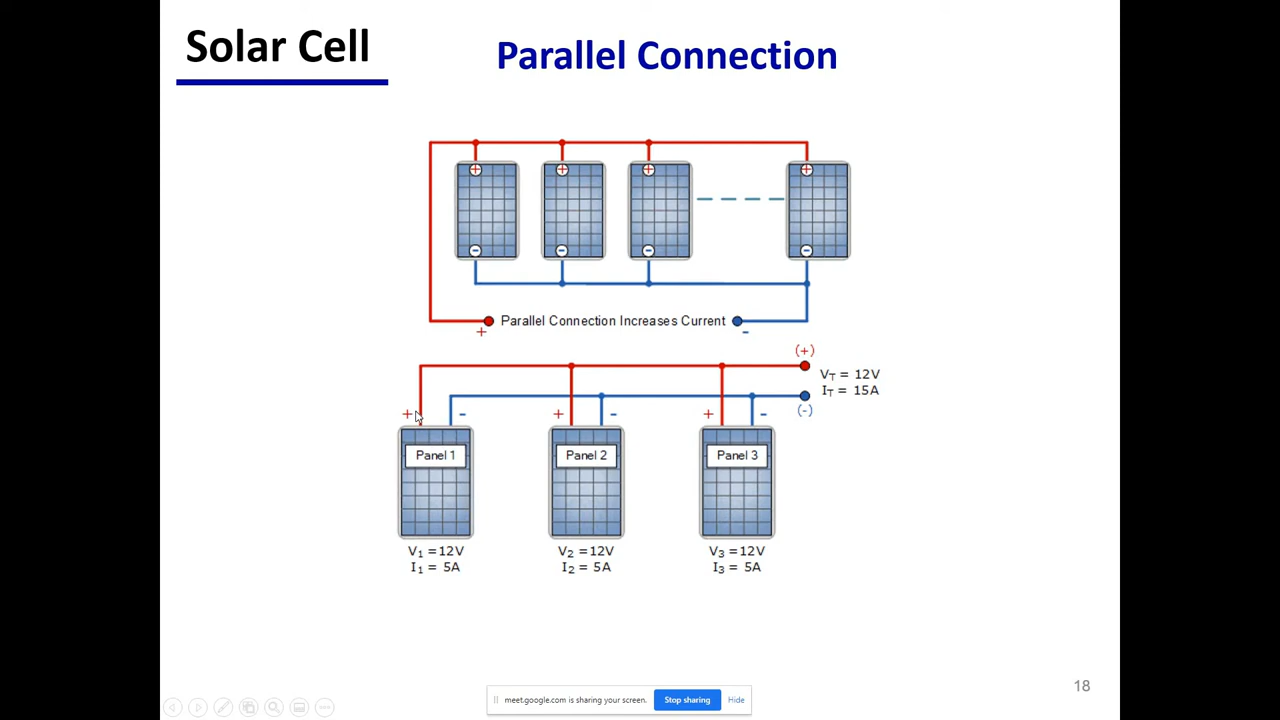 Solar Cell
Parallel Connection
+ + + +
- - - -
Parallel Connection Increases Current
+ -
(+)
V_T = 12V
I_T = 15A
(-)
+ - + - + -
Panel 1 Panel 2 Panel 3
V₁ =12V V₂ =12V V₃ =12V
I₁ = 5A I₂ = 5A I₃ = 5A
18
meet.google.com is sharing your screen. Stop sharing Hide